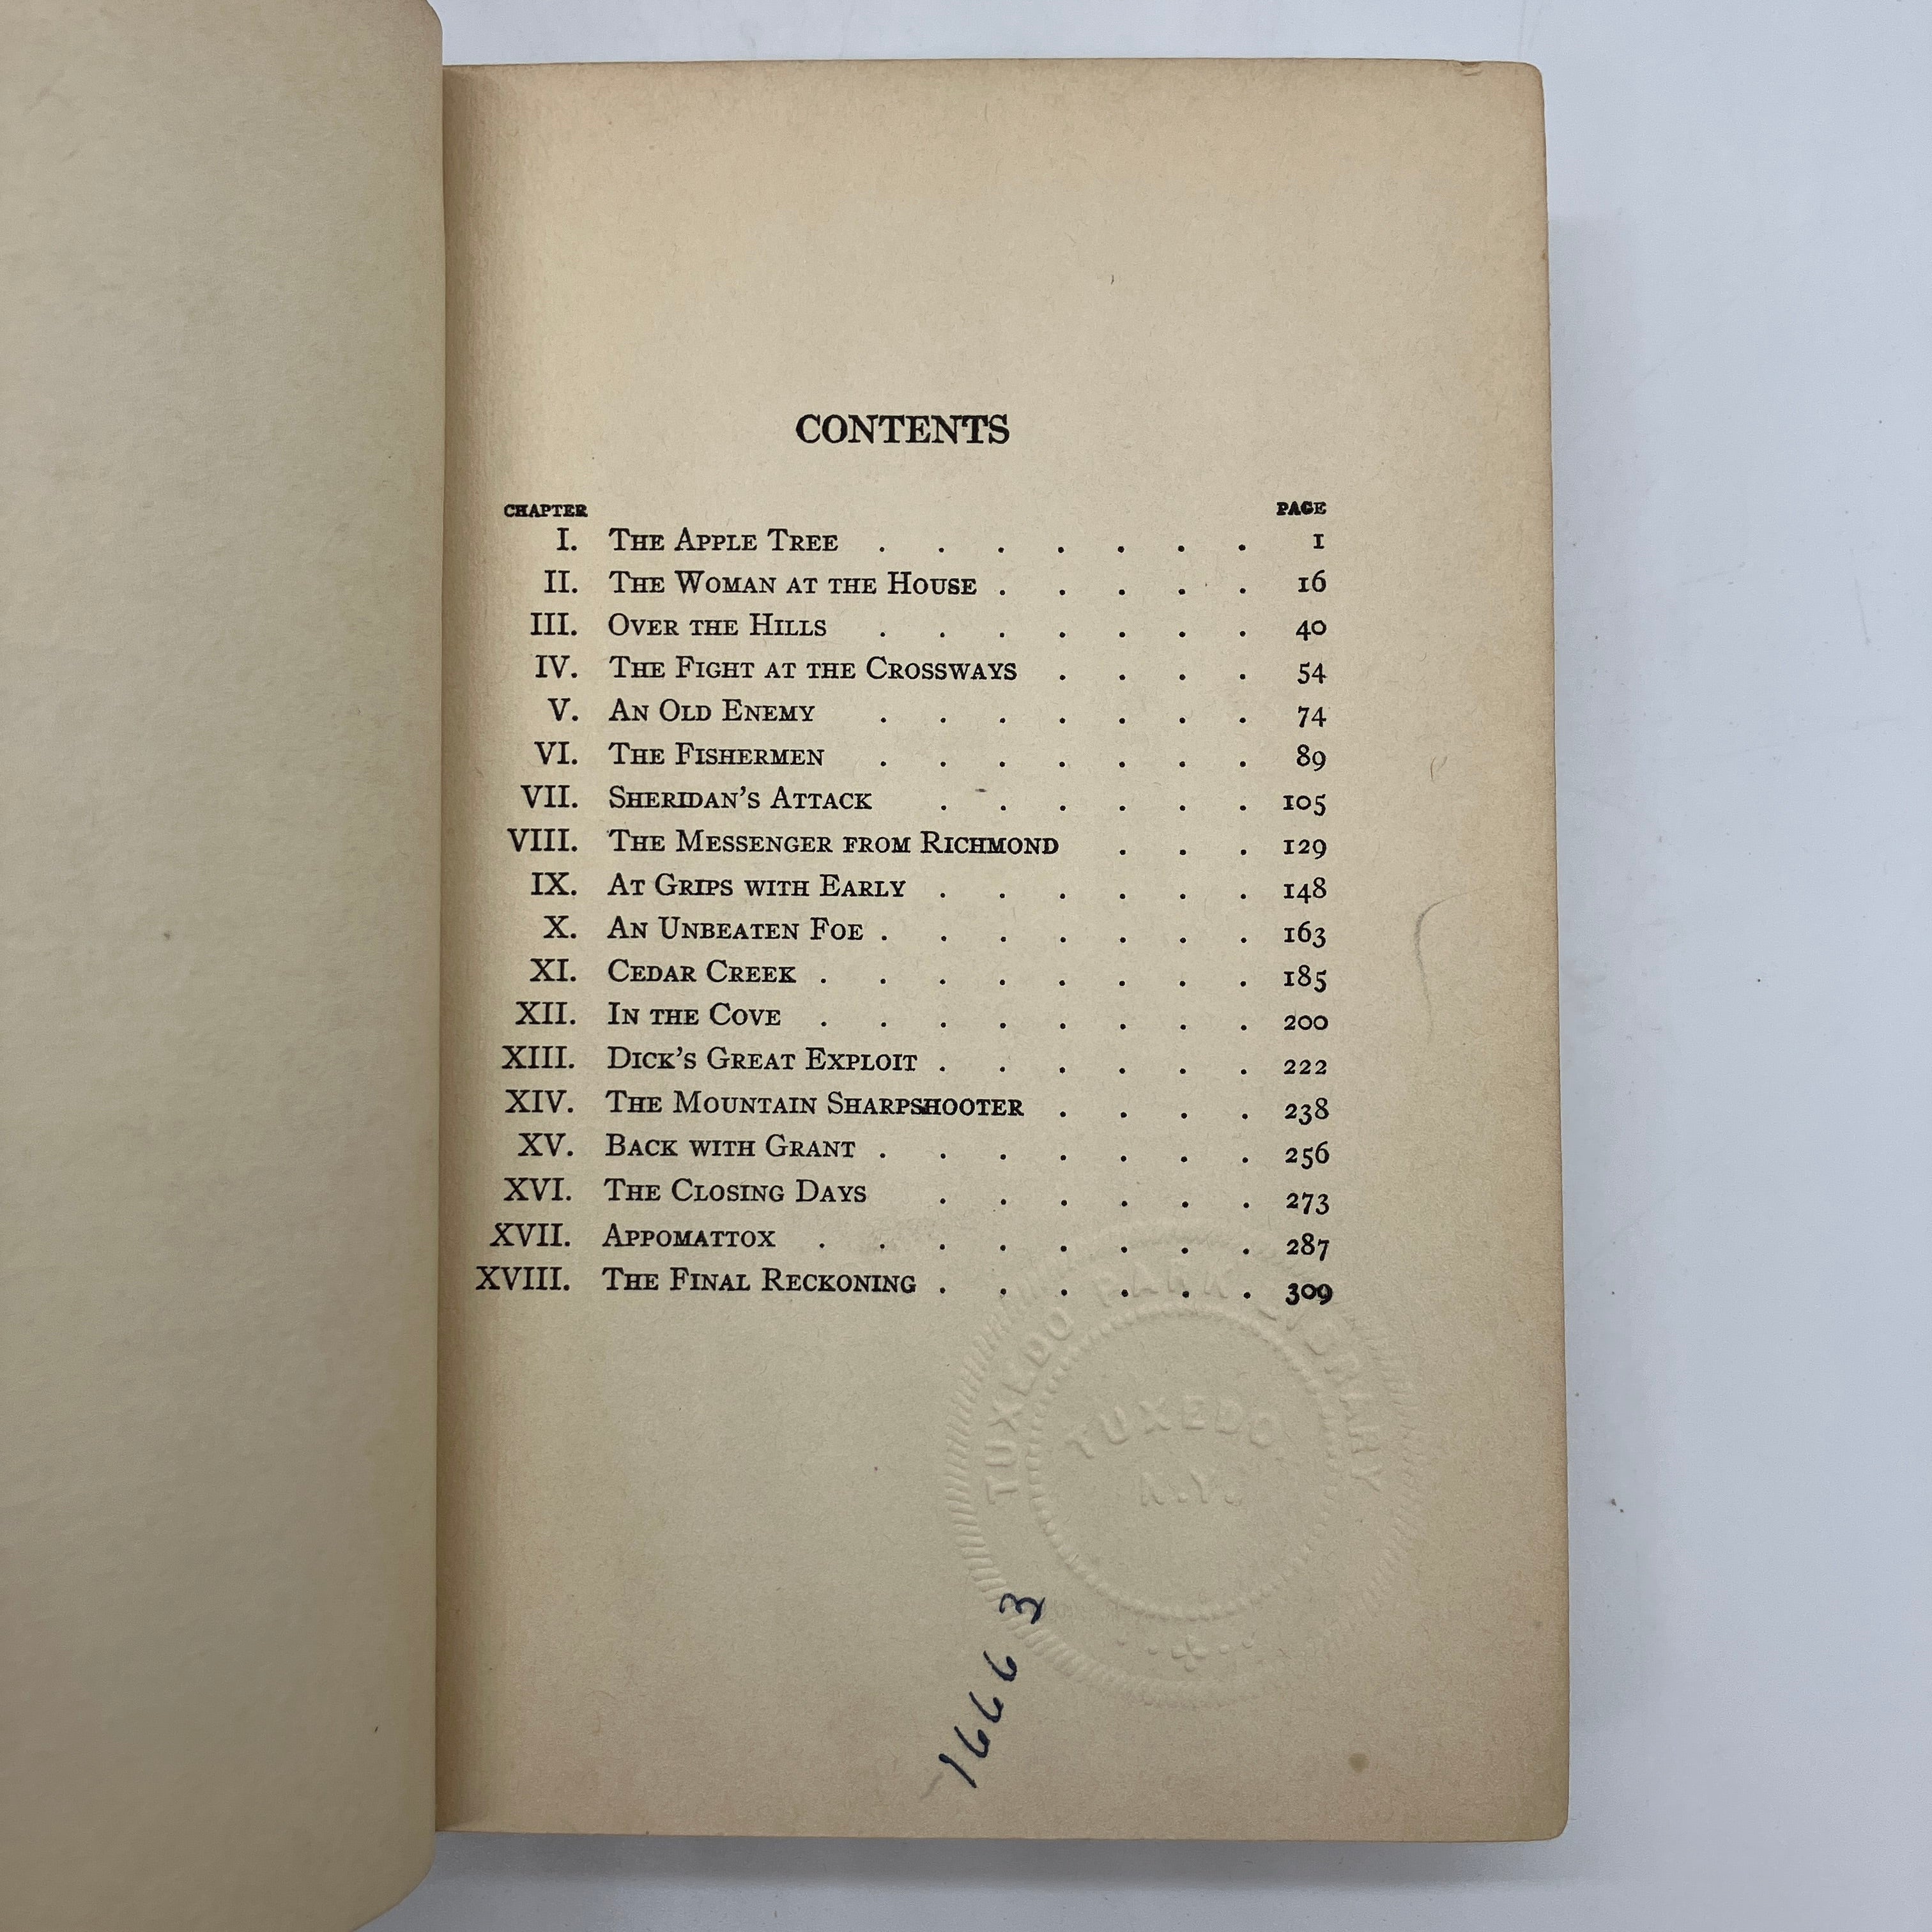 CONTENTS
CHAPTER PAGE
I. The Apple Tree . . . . . . . 1
II. The Woman at the House . . . . . 16
III. Over the Hills . . . . . . . 40
IV. The Fight at the Crossways . . . . 54
V. An Old Enemy . . . . . . . 74
VI. The Fishermen . . . . . . . 89
VII. Sheridan's Attack . . . . . . 105
VIII. The Messenger from Richmond . . . 129
IX. At Grips with Early . . . . . . 148
X. An Unbeaten Foe . . . . . . . 163
XI. Cedar Creek . . . . . . . . 185
XII. In the Cove . . . . . . . . 200
XIII. Dick's Great Exploit . . . . . . 222
XIV. The Mountain Sharpshooter . . . . 238
XV. Back with Grant . . . . . . . 256
XVI. The Closing Days . . . . . . 273
XVII. Appomattox . . . . . . . . 287
XVIII. The Final Reckoning . . . . . . 309
TUXEDO PARK LIBRARY
TUXEDO
N.Y.
16663